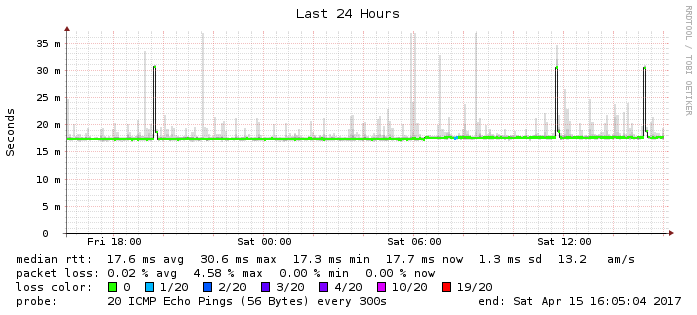 Last 24 Hours
RRDTOOL / TOBI OETIKER
Seconds
35 m
30 m
25 m
20 m
15 m
10 m
5 m
0
Fri 18:00 Sat 00:00 Sat 06:00 Sat 12:00
median rtt: 17.6 ms avg 30.6 ms max 17.3 ms min 17.7 ms now 1.3 ms sd 13.2 am/s
packet loss: 0.02 % avg 4.58 % max 0.00 % min 0.00 % now
loss color: 0 1/20 2/20 3/20 4/20 10/20 19/20
probe: 20 ICMP Echo Pings (56 Bytes) every 300s end: Sat Apr 15 16:05:04 2017